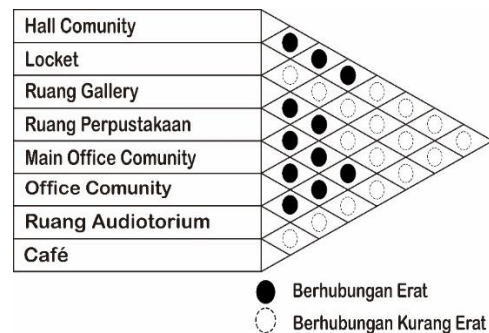 Hall Comunity
Locket
Ruang Gallery
Ruang Perpustakaan
Main Office Comunity
Office Comunity
Ruang Audiotorium
Café
Berhubungan Erat
Berhubungan Kurang Erat